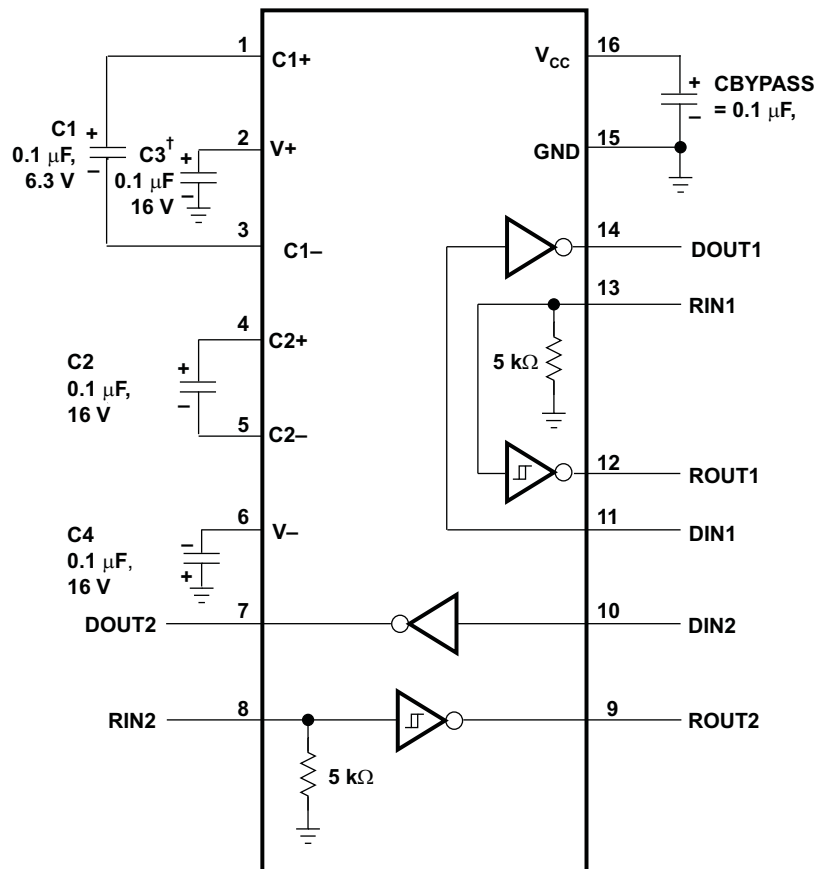 1
C1+
VCC
16
+
CBYPASS
–
= 0.1 μF,
C1
+
0.1 μF,
–
6.3 V
2
V+
C3†
+
0.1 μF
–
16 V
15
GND
3
C1–
14
DOUT1
13
RIN1
5 kΩ
4
C2+
C2
+
0.1 μF,
–
16 V
5
C2–
12
ROUT1
11
DIN1
6
V–
C4
–
0.1 μF,
+
16 V
DOUT2
7
10
DIN2
RIN2
8
9
ROUT2
5 kΩ